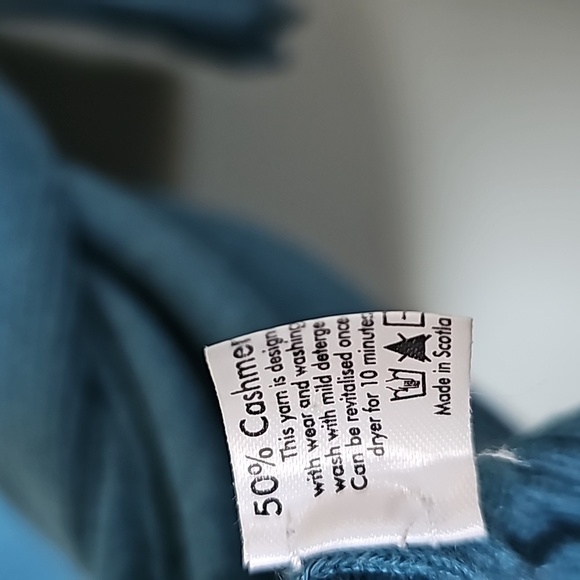 50% Cashmer
This yarn is design
with wear and washing
wash with mild deterge
Can be revitalised once
dryer for 10 minutes
Made in Scotla